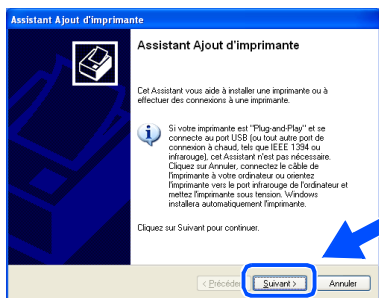 Assistant Ajout d'imprimante
Assistant Ajout d'imprimante
Cet Assistant vous aide à installer une imprimante ou à
effectuer des connexions à une imprimante.
Si votre imprimante est "Plug-and-Play" et se
connecte au port USB (ou tout autre port de
connexion à chaud, tels que IEEE 1394 ou
infrarouge), cet Assistant n'est pas nécessaire.
Cliquez sur Annuler, connectez le câble de
l'imprimante à votre ordinateur ou orientez
l'imprimante vers le port infrarouge de l'ordinateur et
mettez l'imprimante sous tension. Windows
installera automatiquement l'imprimante.
Cliquez sur Suivant pour continuer.
< Précéde
Suivant >
Annuler